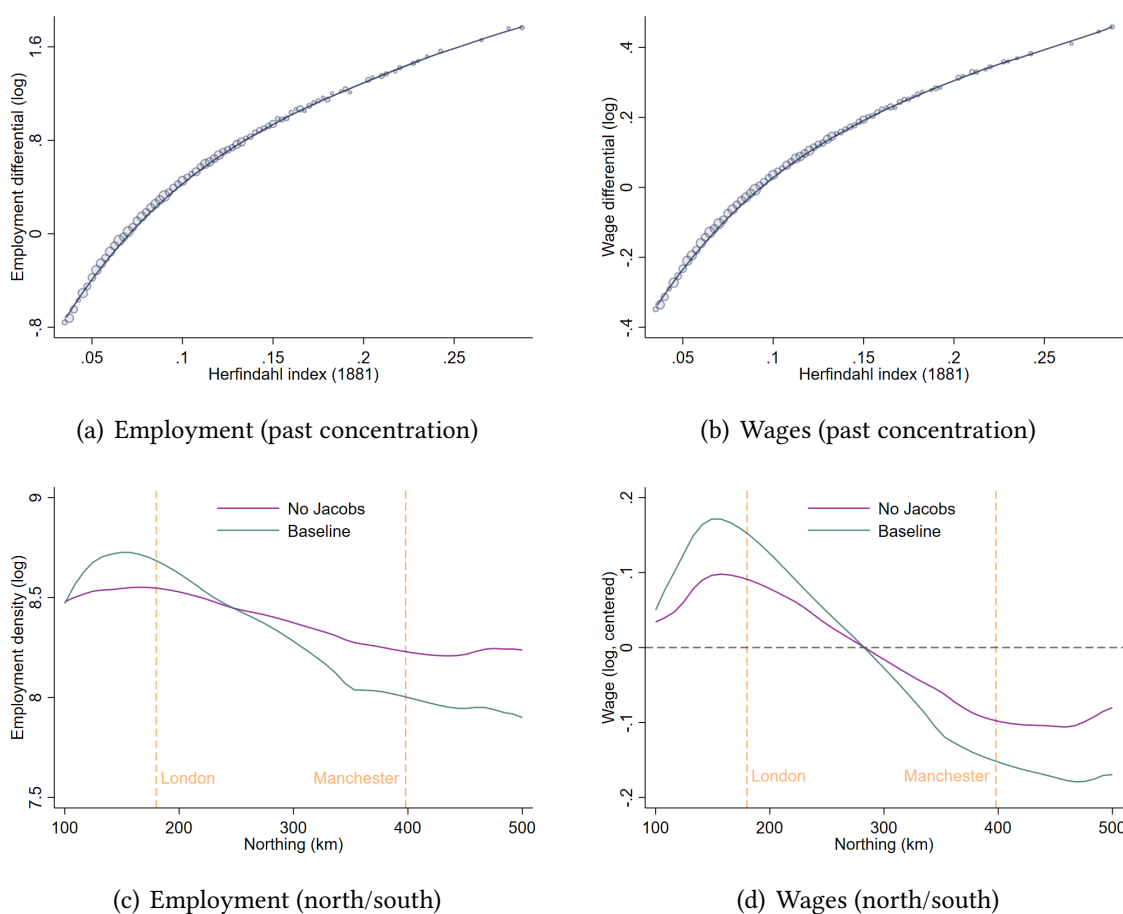 Employment differential (log)
1.6
.8
0
-.8
.05 .1 .15 .2 .25
Herfindahl index (1881)
(a) Employment (past concentration)
Wage differential (log)
.4
.2
0
-.2
-.4
.05 .1 .15 .2 .25
Herfindahl index (1881)
(b) Wages (past concentration)
Employment density (log)
9
8.5
8
7.5
No Jacobs
Baseline
London
Manchester
100 200 300 400 500
Northing (km)
(c) Employment (north/south)
Wage (log, centered)
.2
.1
0
-.1
-.2
No Jacobs
Baseline
London
Manchester
100 200 300 400 500
Northing (km)
(d) Wages (north/south)